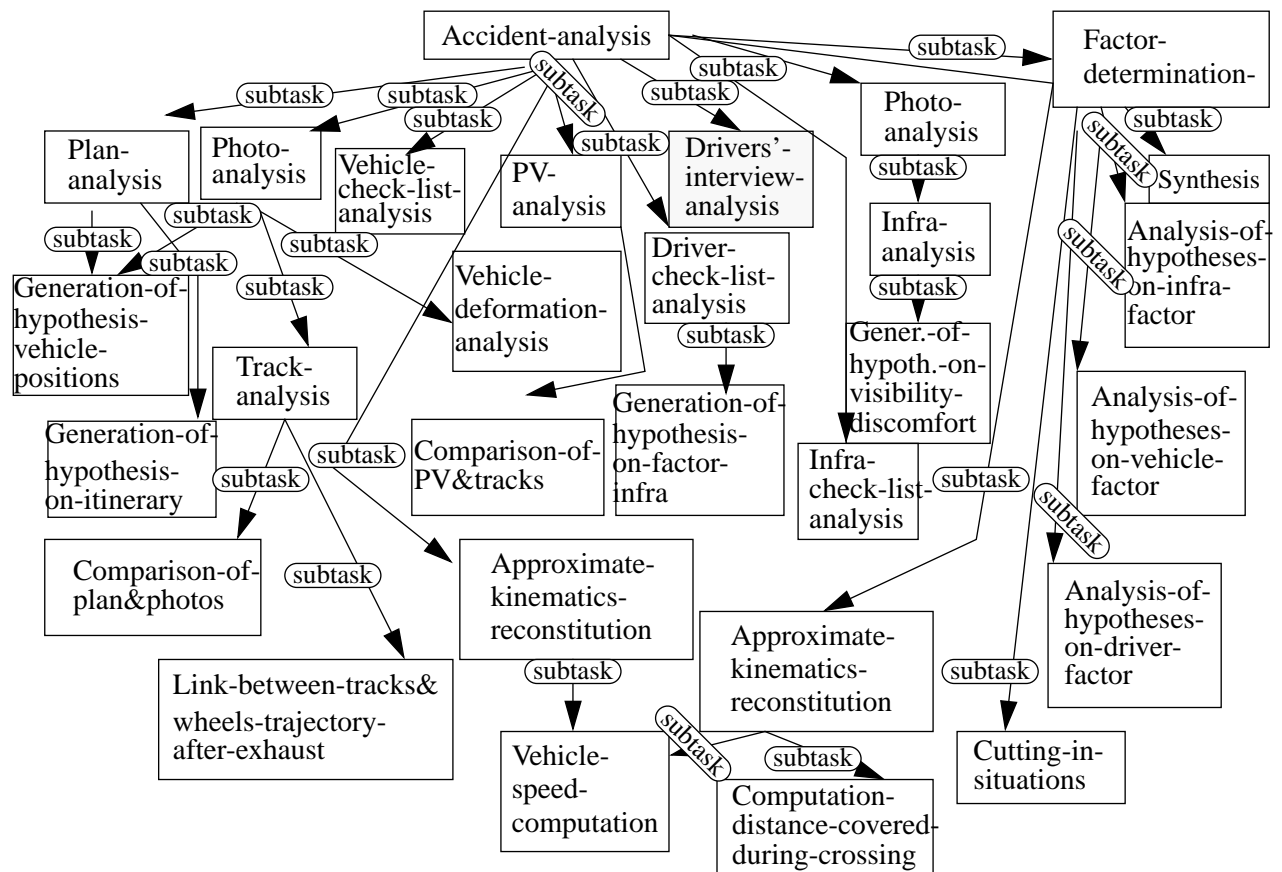 Accident-analysis
subtask
Factor-
determination-
subtask
subtask
subtask
subtask
subtask
subtask
subtask
Photo-
analysis
subtask
Plan-
analysis
Photo-
analysis
Vehicle-
check-list-
analysis
PV-
analysis
subtask
Drivers'-
interview-
analysis
subtask
subtask
Synthesis
subtask
subtask
subtask
subtask
Infra-
analysis
subtask
Analysis-of-
hypotheses-
on-infra-
factor
Driver-
check-list-
analysis
Vehicle-
deformation-
analysis
subtask
subtask
Generation-of-
hypothesis-
vehicle-
positions
Gener.-of-
hypoth.-on-
visibility-
discomfort
subtask
Track-
analysis
Generation-of-
hypothesis-
on-factor-
infra
Analysis-of-
hypotheses-
on-vehicle-
factor
Generation-of-
hypothesis-
on-itinerary
subtask
Comparison-of-
PV&tracks
Infra-
check-list-
analysis
subtask
subtask
subtask
Comparison-of-
plan&photos
subtask
Approximate-
kinematics-
reconstitution
Analysis-of-
hypotheses-
on-driver-
factor
Approximate-
kinematics-
reconstitution
Link-between-tracks&
wheels-trajectory-
after-exhaust
subtask
subtask
subtask
subtask
Vehicle-
speed-
computation
Cutting-in-
situations
Computation-
distance-covered-
during-crossing